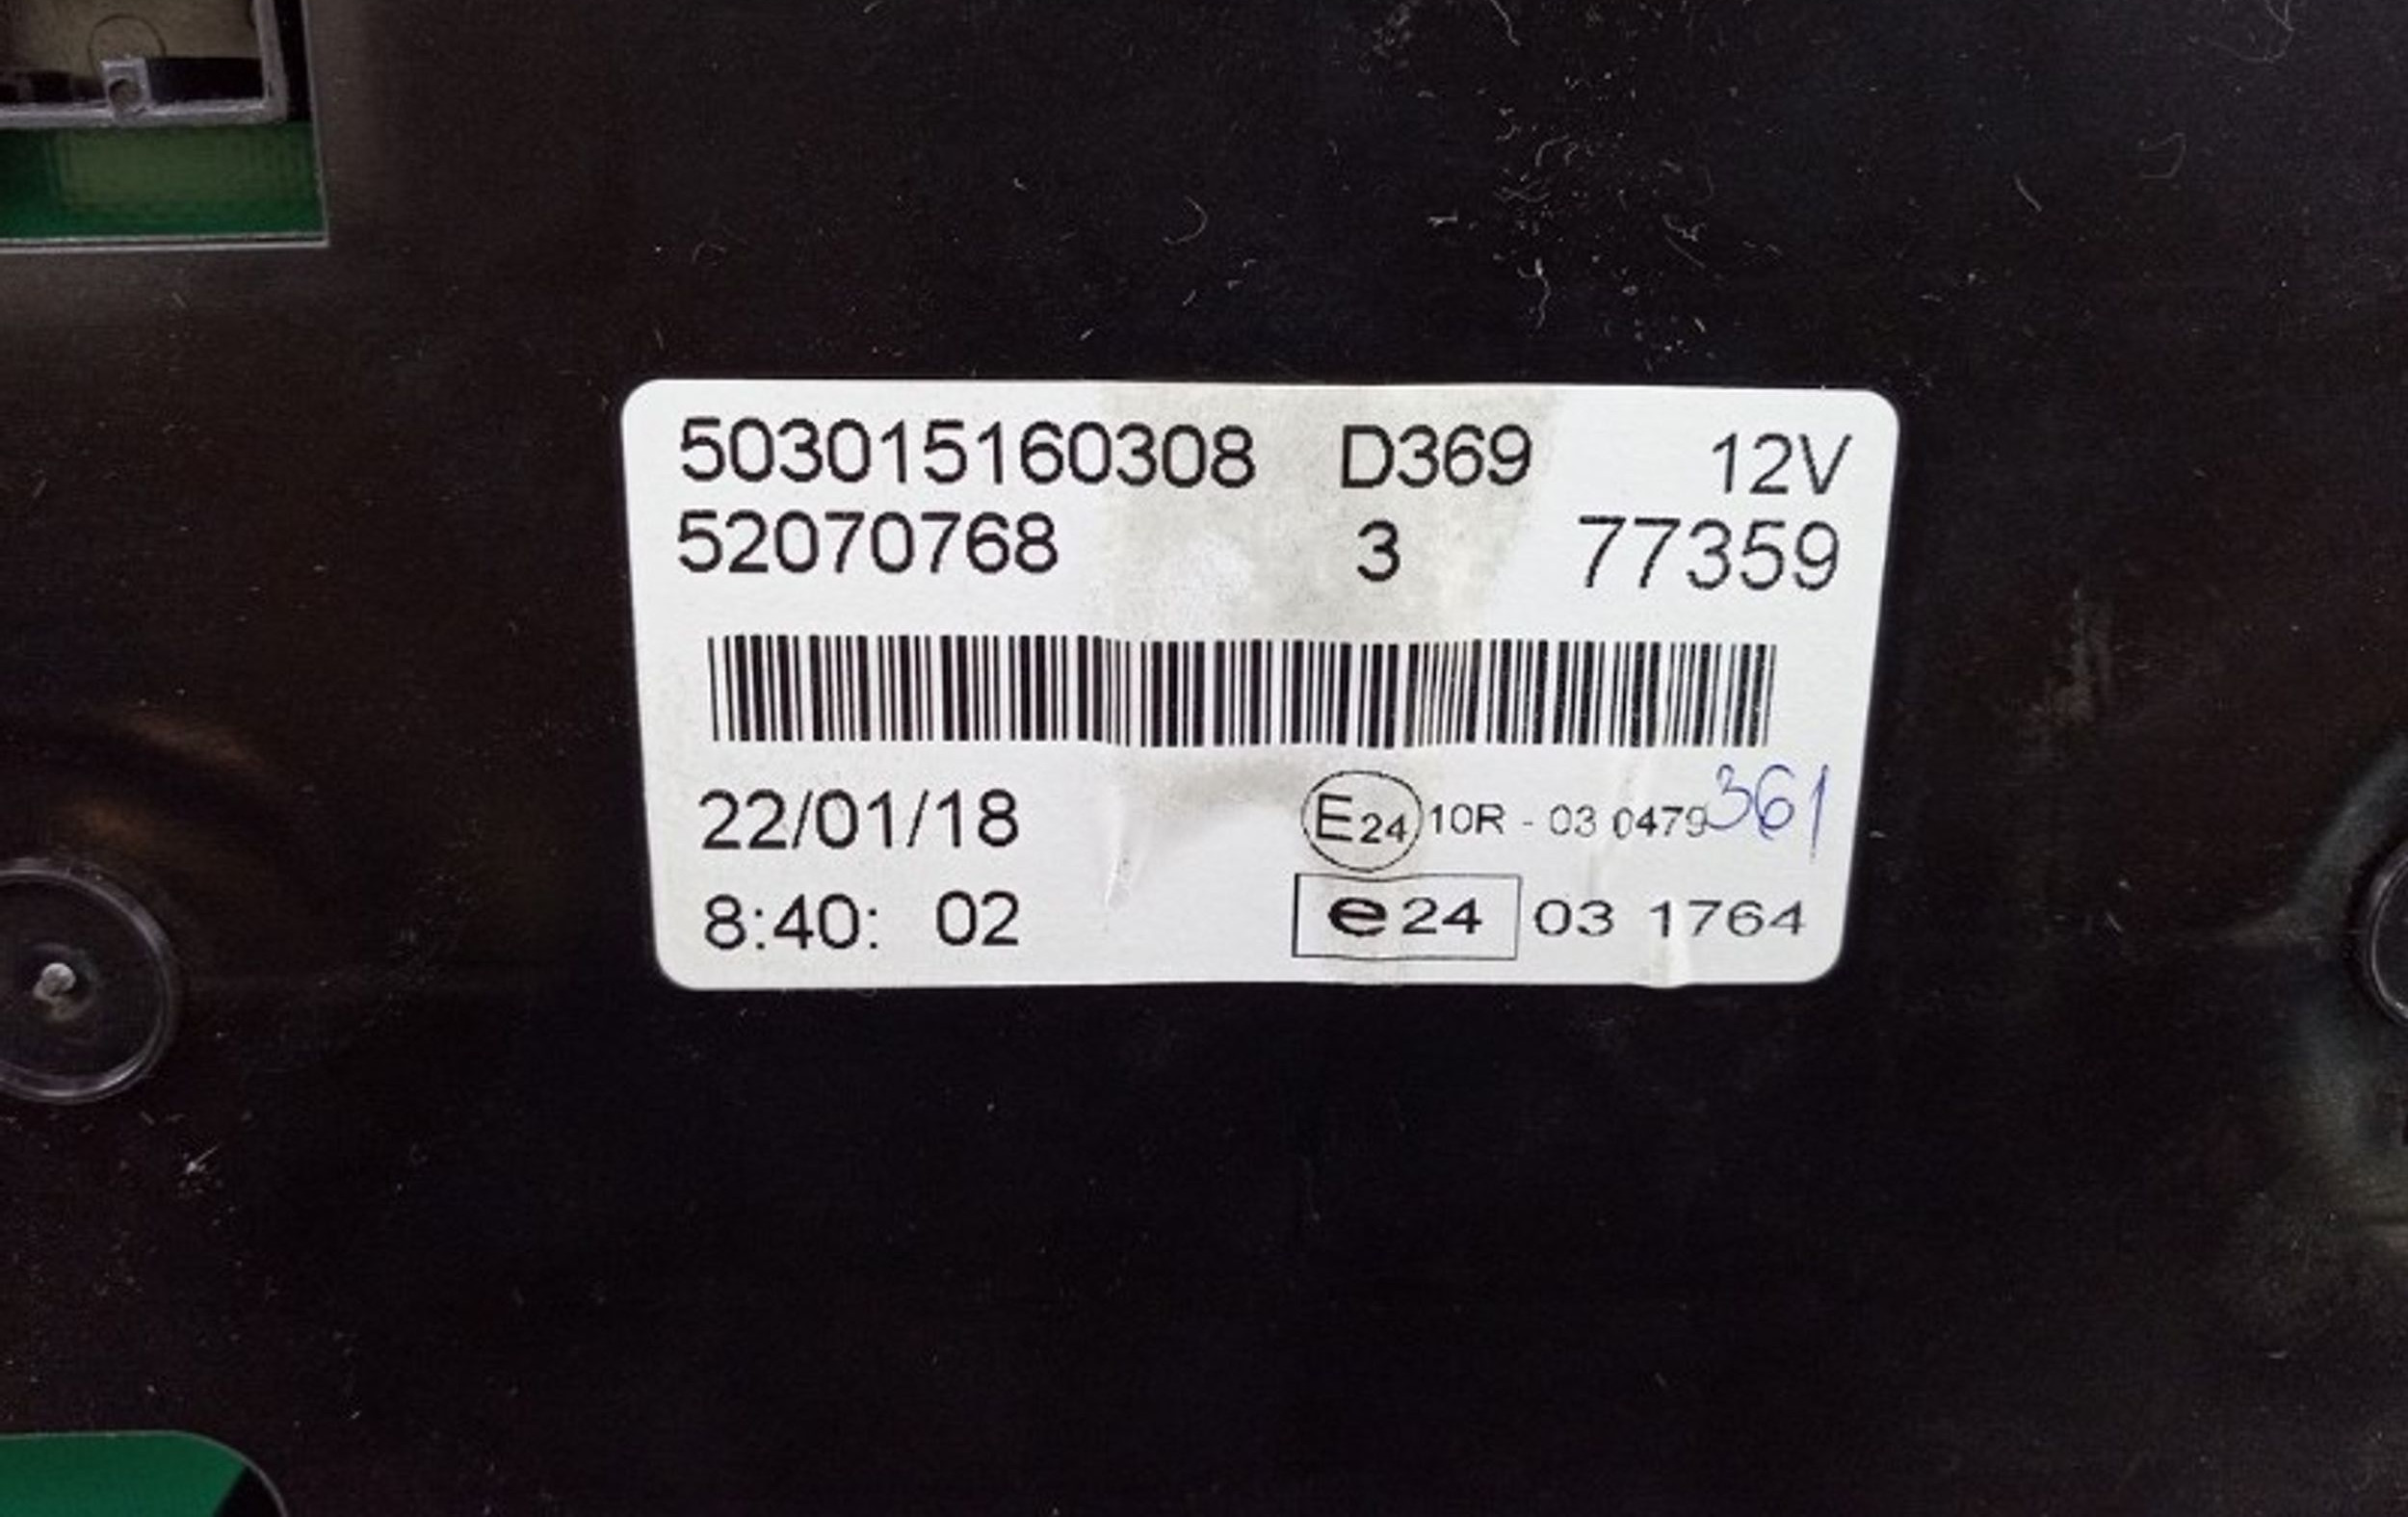 503015160308 D369 12V
52070768 3 77359
22/01/18 E24 10R - 03 0479 361
8:40: 02 e24 03 1764